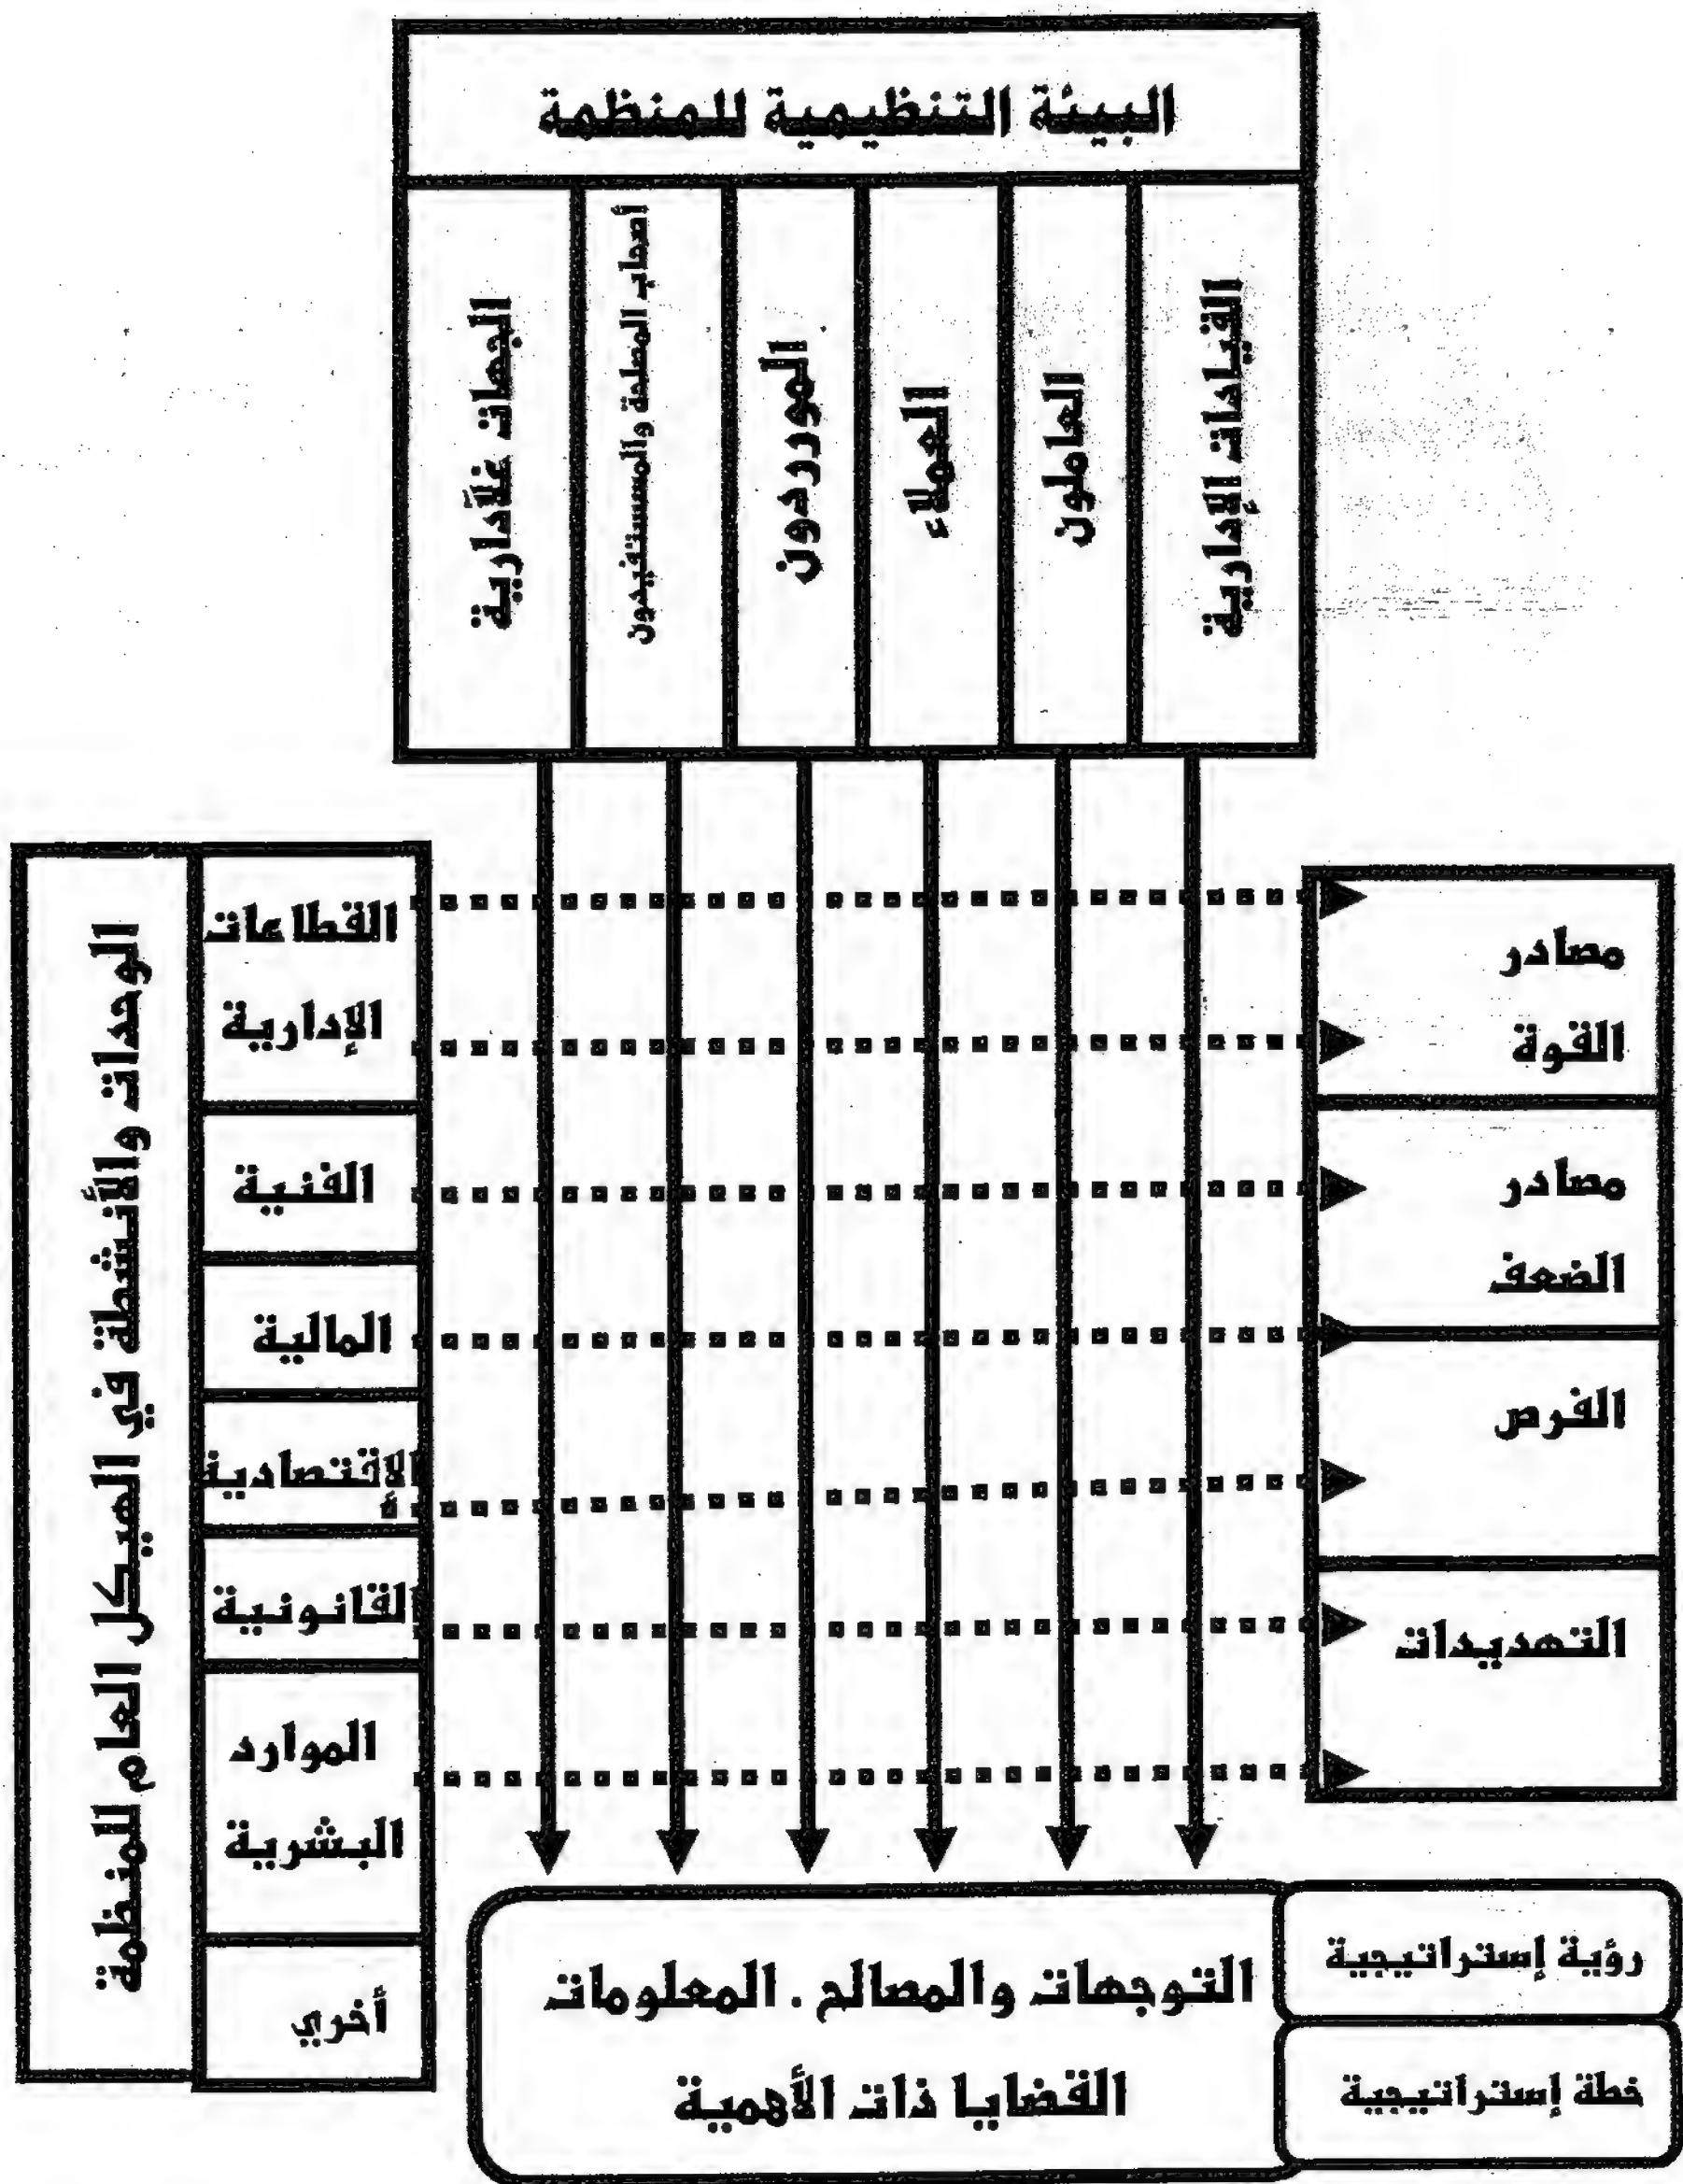 البيئة التنظيمية للمنظمة
القيادات الإدارية
العاملون
العملاء
الموردون
أصحاب المصلحة والمستفيدون
الجهات غلآدارية
الوحدات والأنشطة في الهيكل العام للمنظمة
القطاعات
الإدارية
الفنية
المالية
الاقتصادية
القانونية
الموارد
البشرية
أخري
مصادر
القوة
مصادر
الضعف
الفرص
التهديدات
التوجهات والمصالح . المعلومات
القضايا ذات الأهمية
رؤية إستراتيجية
خطة إستراتيجية